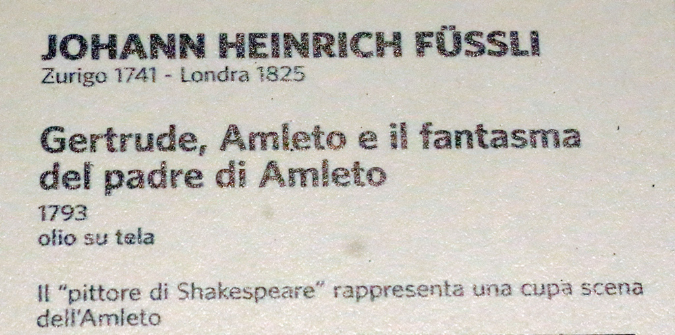 JOHANN HEINRICH FÜSSLI
Zurigo 1741 - Londra 1825
Gertrude, Amleto e il fantasma
del padre di Amleto
1793
olio su tela
Il “pittore di Shakespeare” rappresenta una cupa scena
dell'Amleto